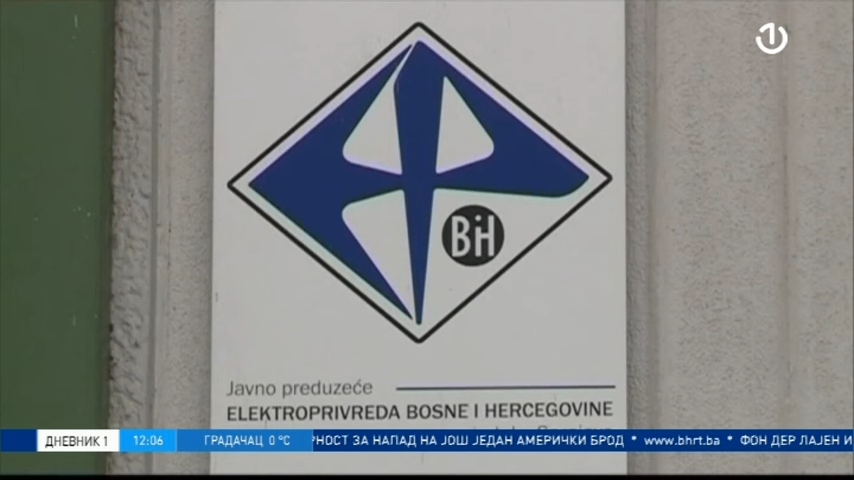 1
BiH
Javno preduzeće
ELEKTROPRIVREDA BOSNE I HERCEGOVINE
ДНЕВНИК 1 12:06 ГРАДАЧАЦ 0 °C ЗА НАПАД НА ЈОШ ЈЕДАН АМЕРИЧКИ БРОД * www.bhrt.ba * ФОН ДЕР ЛАЈЕН И